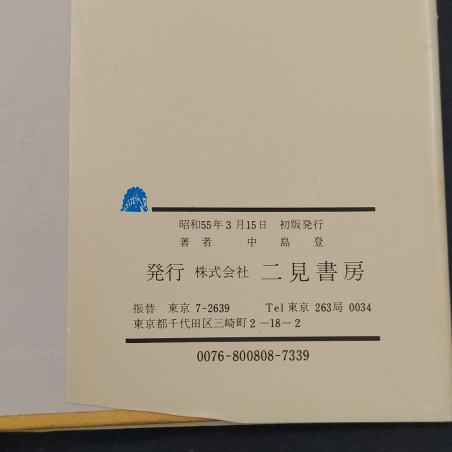 昭和55年3月15日 初版発行
著者 中島登
発行 株式会社 二見書房
振替 東京 7-2639 Tel 東京 263局 0034
東京都千代田区三崎町2-18-2
0076-800808-7339